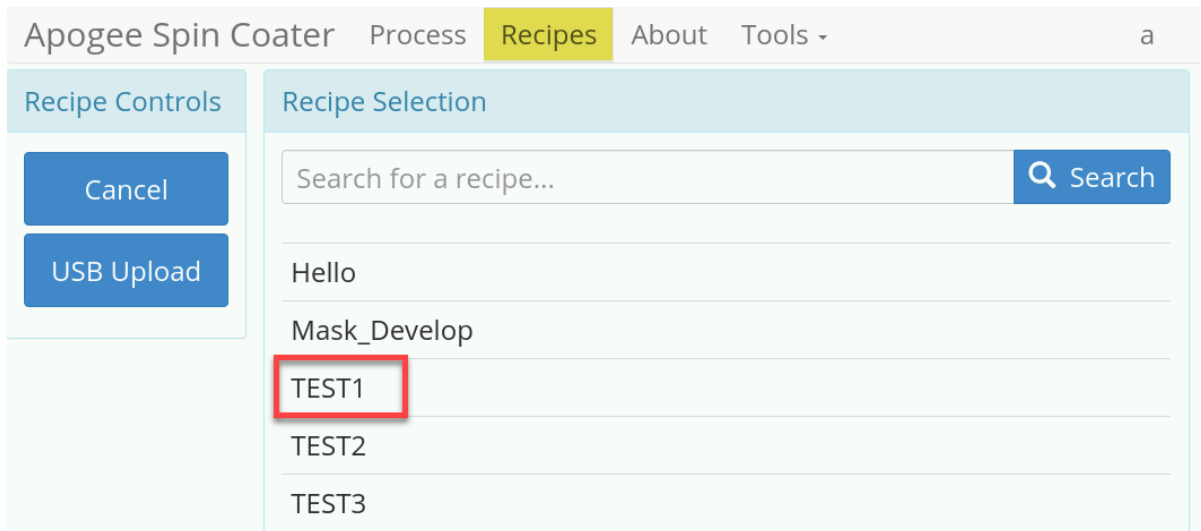 Apogee Spin Coater Process Recipes About Tools a
Recipe Controls
Cancel
USB Upload
Recipe Selection
Search for a recipe... Search
Hello
Mask_Develop
TEST1
TEST2
TEST3